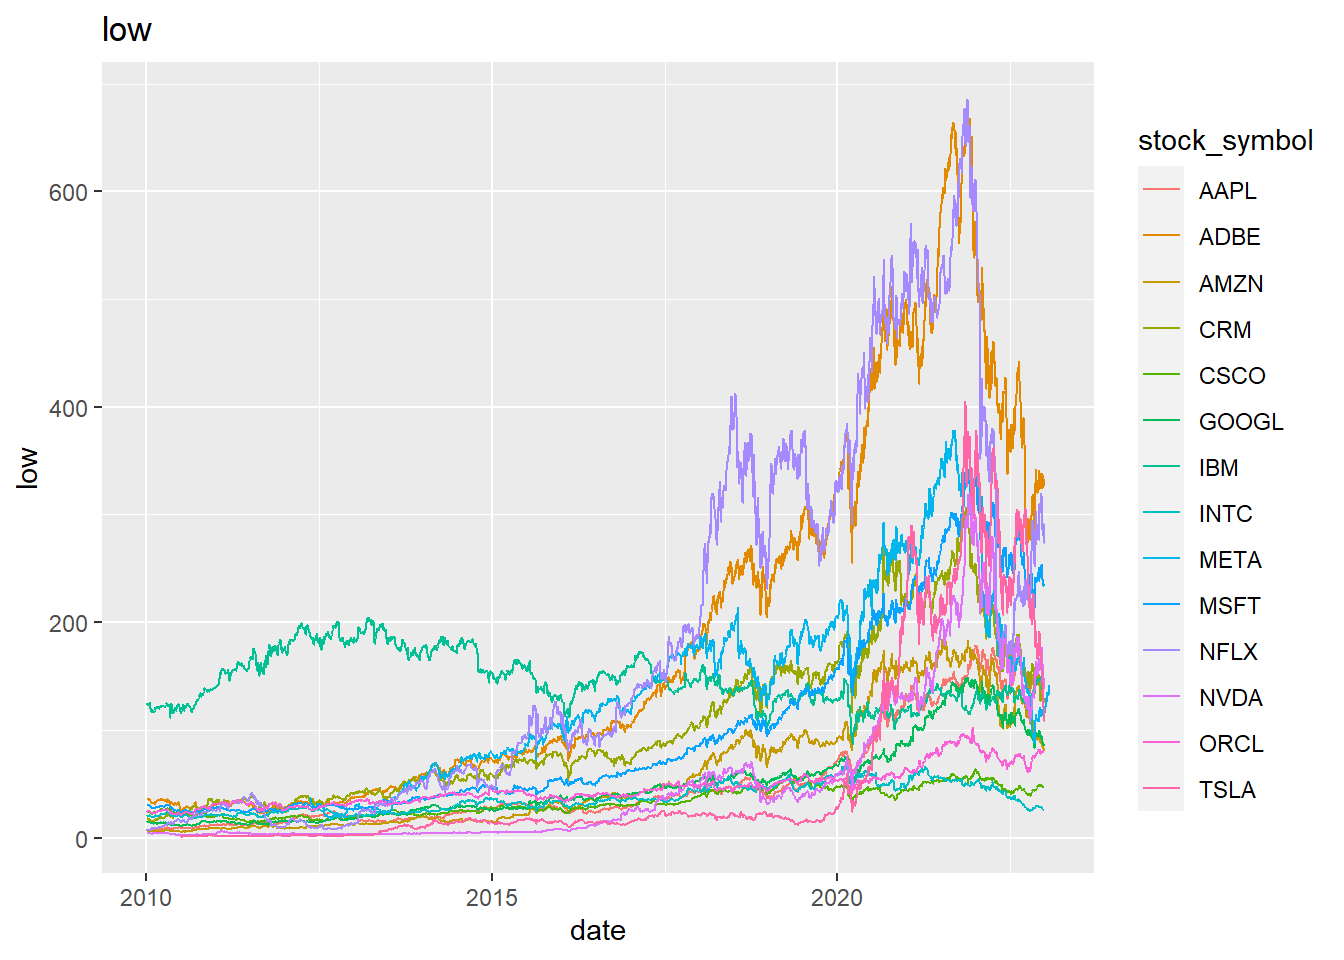 low
600
400
200
0
low
2010 2015 2020
date
stock_symbol
AAPL
ADBE
AMZN
CRM
CSCO
GOOGL
IBM
INTC
META
MSFT
NFLX
NVDA
ORCL
TSLA